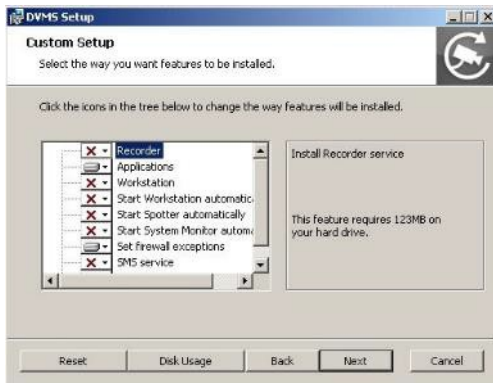 DVMS Setup
Custom Setup
Select the way you want features to be installed.
Click the icons in the tree below to change the way features will be installed.
Recorder
Applications
Workstation
Start Workstation automatic
Start Spotter automatically
Start System Monitor autom
Set firewall exceptions
SMS service
Install Recorder service
This feature requires 123MB on
your hard drive.
Reset
Disk Usage
Back
Next
Cancel